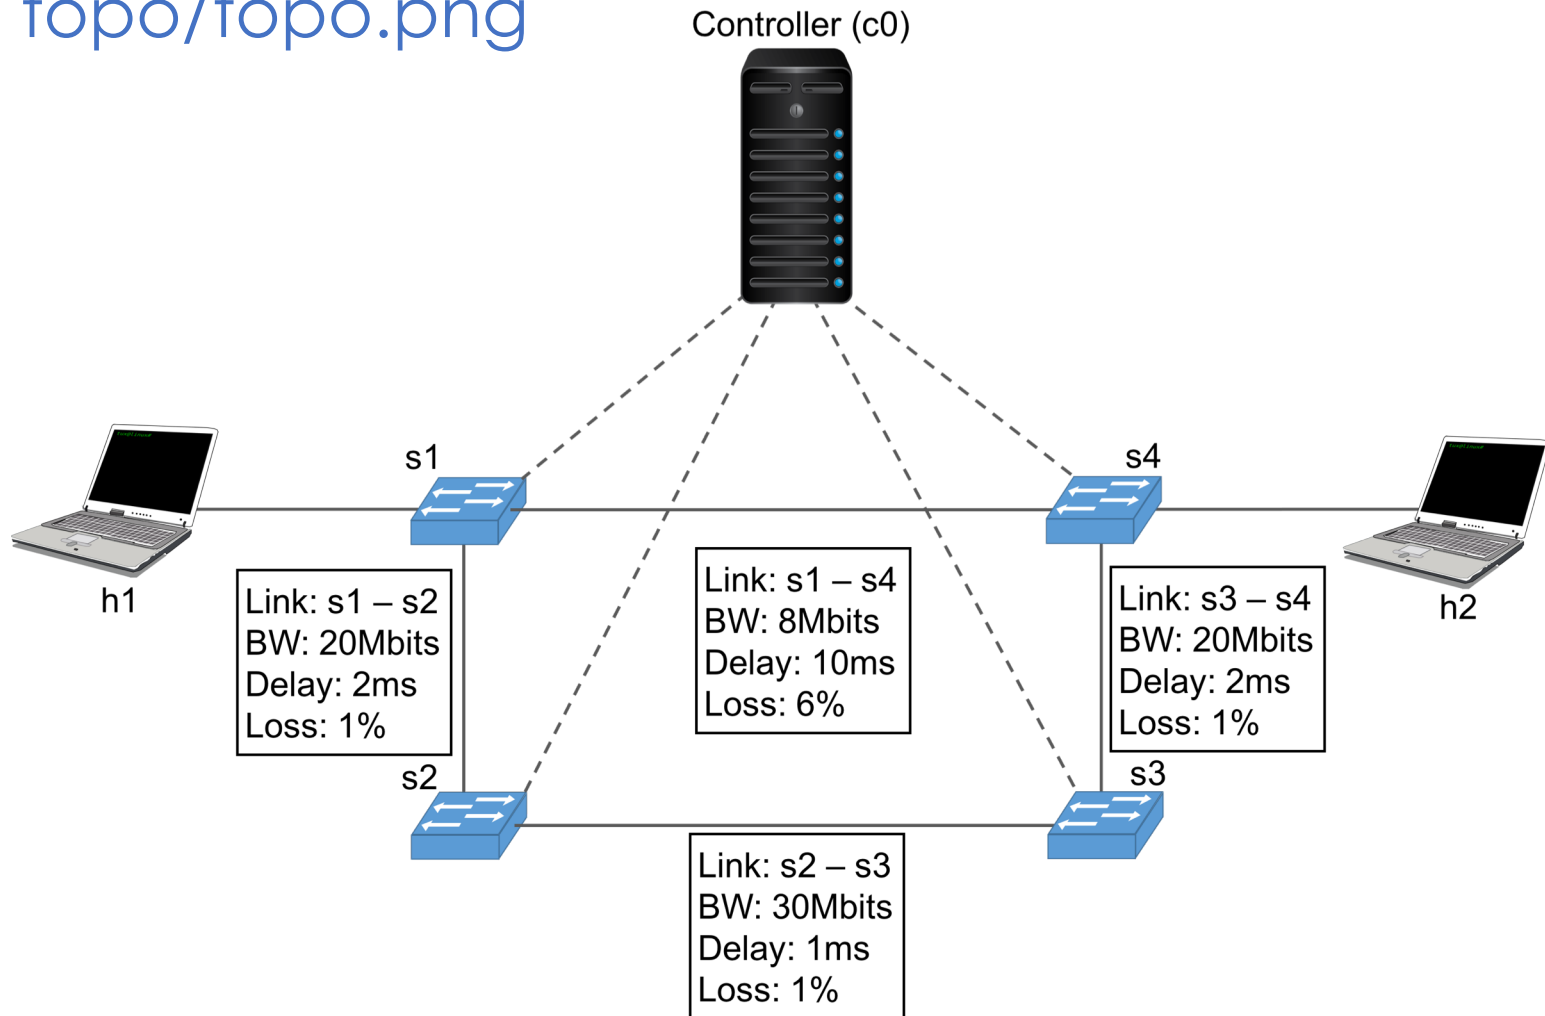 topo/topo.png
Controller (c0)
s1
s4
h1
h2
Link: s1 – s2
BW: 20Mbits
Delay: 2ms
Loss: 1%
Link: s1 – s4
BW: 8Mbits
Delay: 10ms
Loss: 6%
Link: s3 – s4
BW: 20Mbits
Delay: 2ms
Loss: 1%
s2
s3
Link: s2 – s3
BW: 30Mbits
Delay: 1ms
Loss: 1%